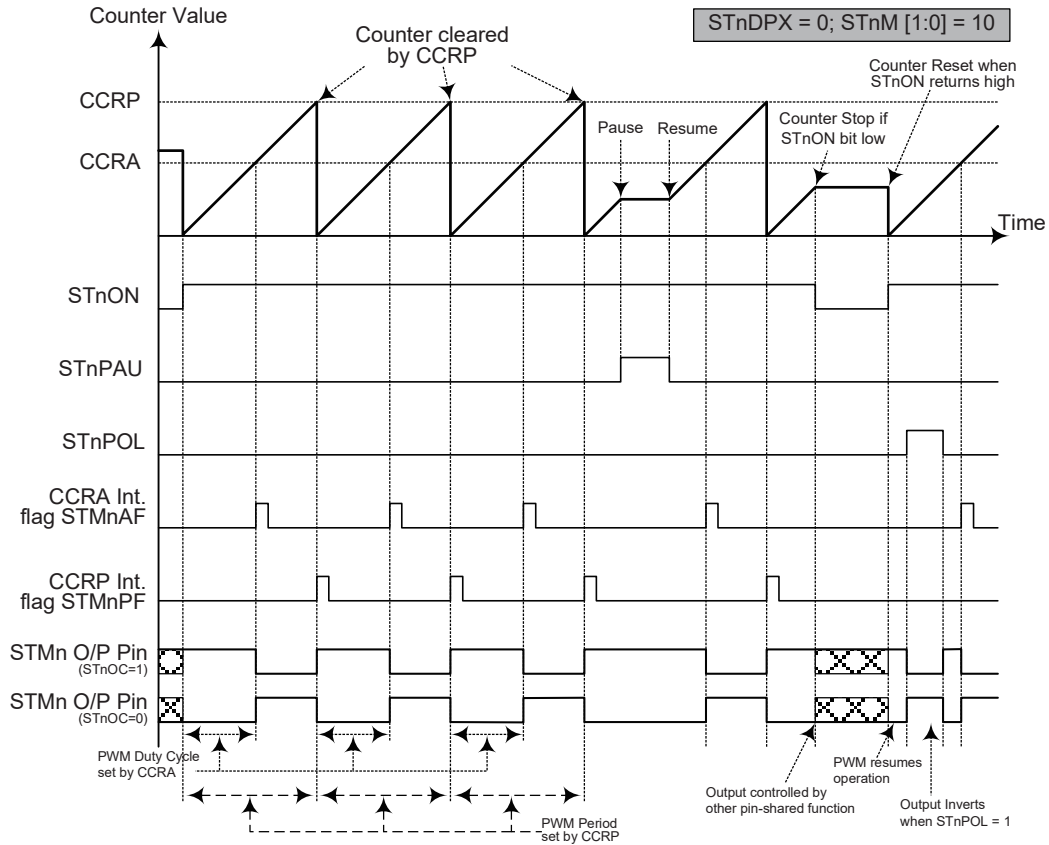 Counter Value
STnDPX = 0; STnM [1:0] = 10
Counter cleared
by CCRP
Counter Reset when
STnON returns high
CCRP
Counter Stop if
STnON bit low
Pause
Resume
CCRA
Time
STnON
STnPAU
STnPOL
CCRA Int.
flag STMnAF
CCRP Int.
flag STMnPF
STMn O/P Pin
(STnOC=1)
STMn O/P Pin
(STnOC=0)
PWM Duty Cycle
set by CCRA
PWM resumes
operation
Output controlled by
other pin-shared function
Output Inverts
when STnPOL = 1
PWM Period
set by CCRP